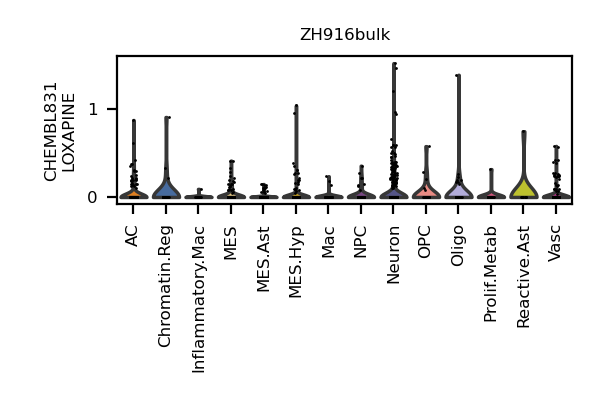 ZH916bulk
CHEMBL831
LOXAPINE
1
0
AC
Chromatin.Reg
Inflammatory.Mac
MES
MES.Ast
MES.Hyp
Mac
NPC
Neuron
OPC
Oligo
Prolif.Metab
Reactive.Ast
Vasc